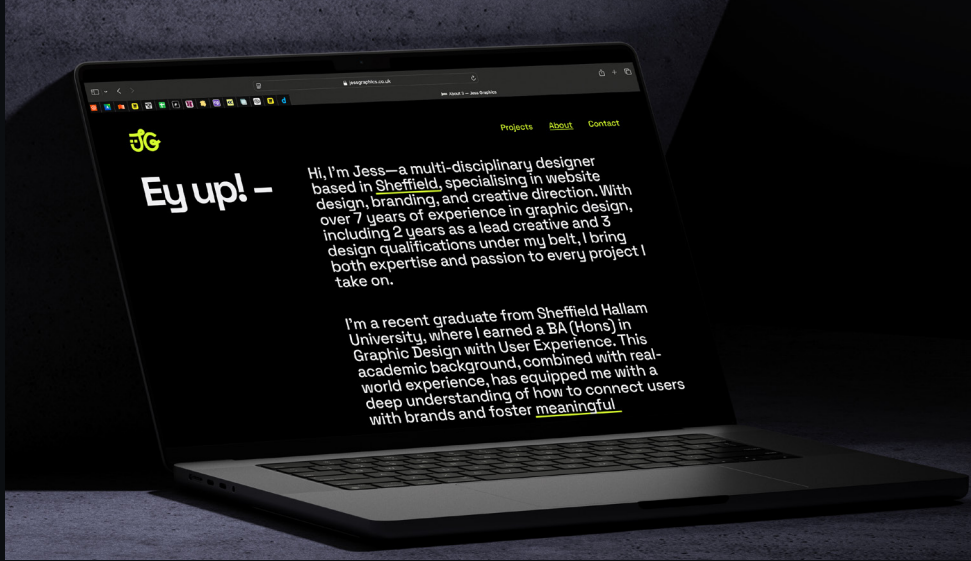 jessgraphics.co.uk
About 3 — Jess Graphics
JG
Projects About Contact
Ey up! –
Hi, I'm Jess—a multi-disciplinary designer
based in Sheffield, specialising in website
design, branding, and creative direction. With
over 7 years of experience in graphic design,
including 2 years as a lead creative and 3
design qualifications under my belt, I bring
both expertise and passion to every project I
take on.
I'm a recent graduate from Sheffield Hallam
University, where I earned a BA (Hons) in
Graphic Design with User Experience. This
academic background, combined with real-
world experience, has equipped me with a
deep understanding of how to connect users
with brands and foster meaningful